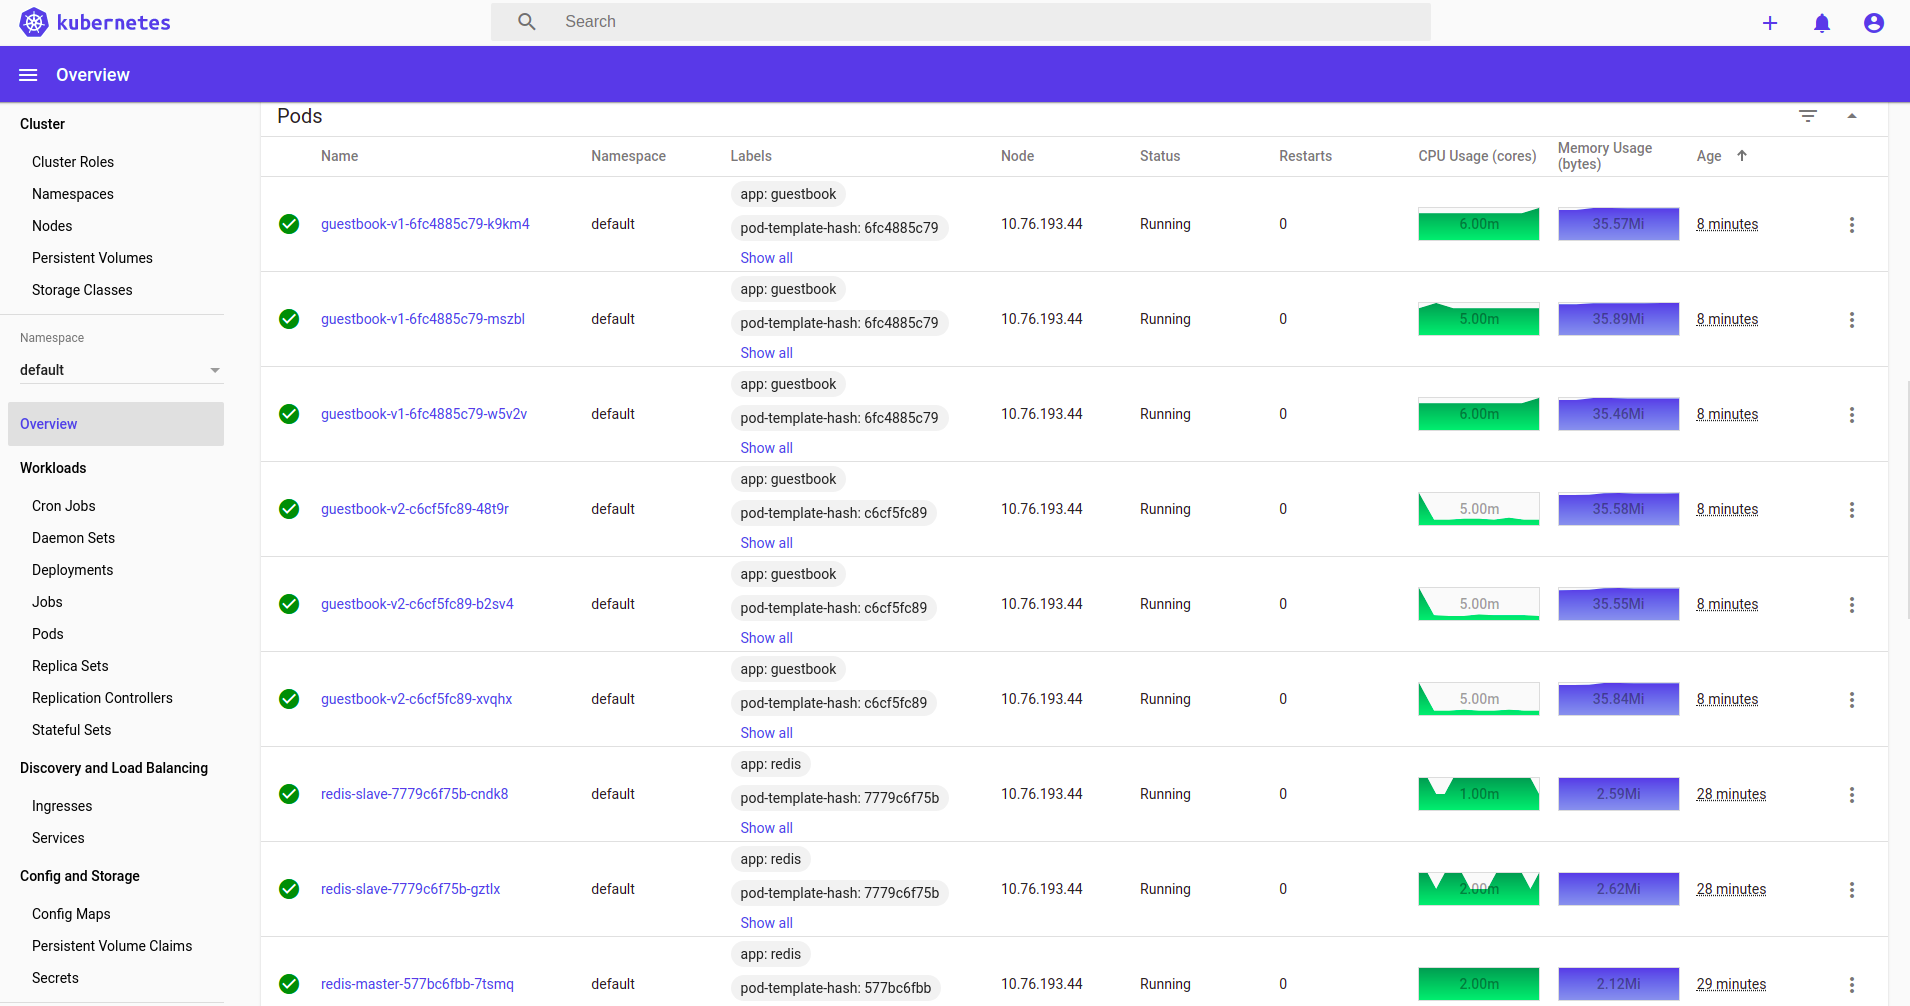 kubernetes
Search
Overview
Cluster
Cluster Roles
Namespaces
Nodes
Persistent Volumes
Storage Classes
Namespace
default
Overview
Workloads
Cron Jobs
Daemon Sets
Deployments
Jobs
Pods
Replica Sets
Replication Controllers
Stateful Sets
Discovery and Load Balancing
Ingresses
Services
Config and Storage
Config Maps
Persistent Volume Claims
Secrets
Pods
Name Namespace Labels Node Status Restarts CPU Usage (cores) Memory Usage (bytes) Age
app: guestbook
guestbook-v1-6fc4885c79-k9km4 default pod-template-hash: 6fc4885c79 10.76.193.44 Running 0 6.00m 35.57Mi 8 minutes
Show all
app: guestbook
guestbook-v1-6fc4885c79-mszbl default pod-template-hash: 6fc4885c79 10.76.193.44 Running 0 5.00m 35.89Mi 8 minutes
Show all
app: guestbook
guestbook-v1-6fc4885c79-w5v2v default pod-template-hash: 6fc4885c79 10.76.193.44 Running 0 6.00m 35.46Mi 8 minutes
Show all
app: guestbook
guestbook-v2-c6cf5fc89-48t9r default pod-template-hash: c6cf5fc89 10.76.193.44 Running 0 5.00m 35.58Mi 8 minutes
Show all
app: guestbook
guestbook-v2-c6cf5fc89-b2sv4 default pod-template-hash: c6cf5fc89 10.76.193.44 Running 0 5.00m 35.55Mi 8 minutes
Show all
app: guestbook
guestbook-v2-c6cf5fc89-xvqhx default pod-template-hash: c6cf5fc89 10.76.193.44 Running 0 5.00m 35.84Mi 8 minutes
Show all
app: redis
redis-slave-7779c6f75b-cndk8 default pod-template-hash: 7779c6f75b 10.76.193.44 Running 0 1.00m 2.59Mi 28 minutes
Show all
app: redis
redis-slave-7779c6f75b-gztlx default pod-template-hash: 7779c6f75b 10.76.193.44 Running 0 2.00m 2.62Mi 28 minutes
Show all
app: redis
redis-master-577bc6fbb-7tsmq default pod-template-hash: 577bc6fbb 10.76.193.44 Running 0 2.00m 2.12Mi 29 minutes